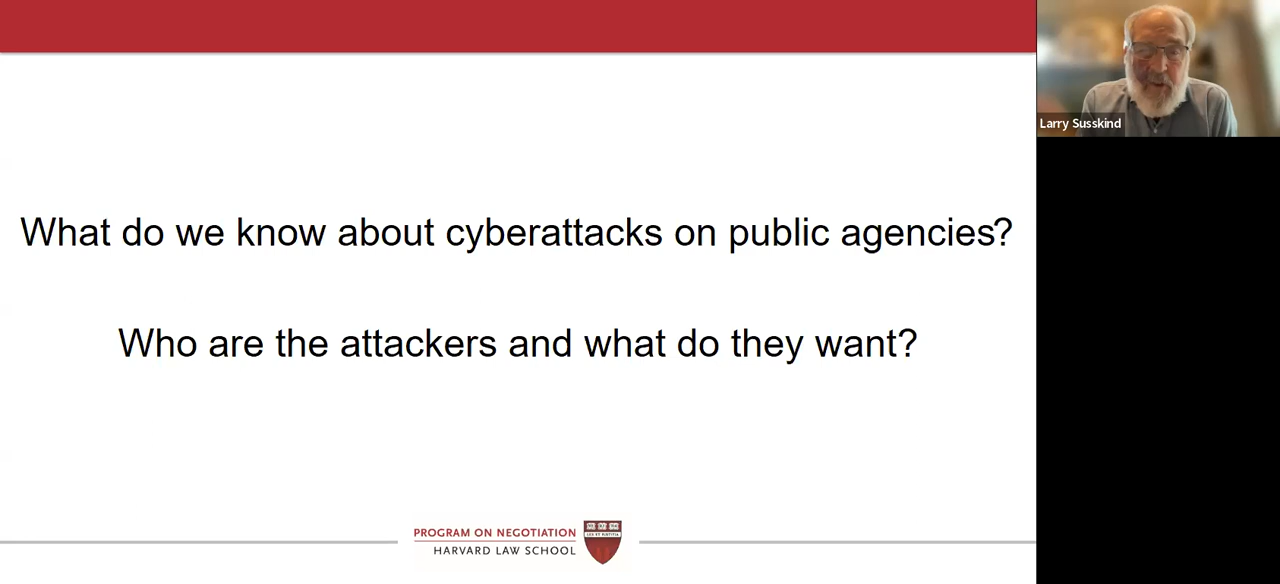 What do we know about cyberattacks on public agencies?
Who are the attackers and what do they want?
PROGRAM ON NEGOTIATION
HARVARD LAW SCHOOL
Larry Susskind